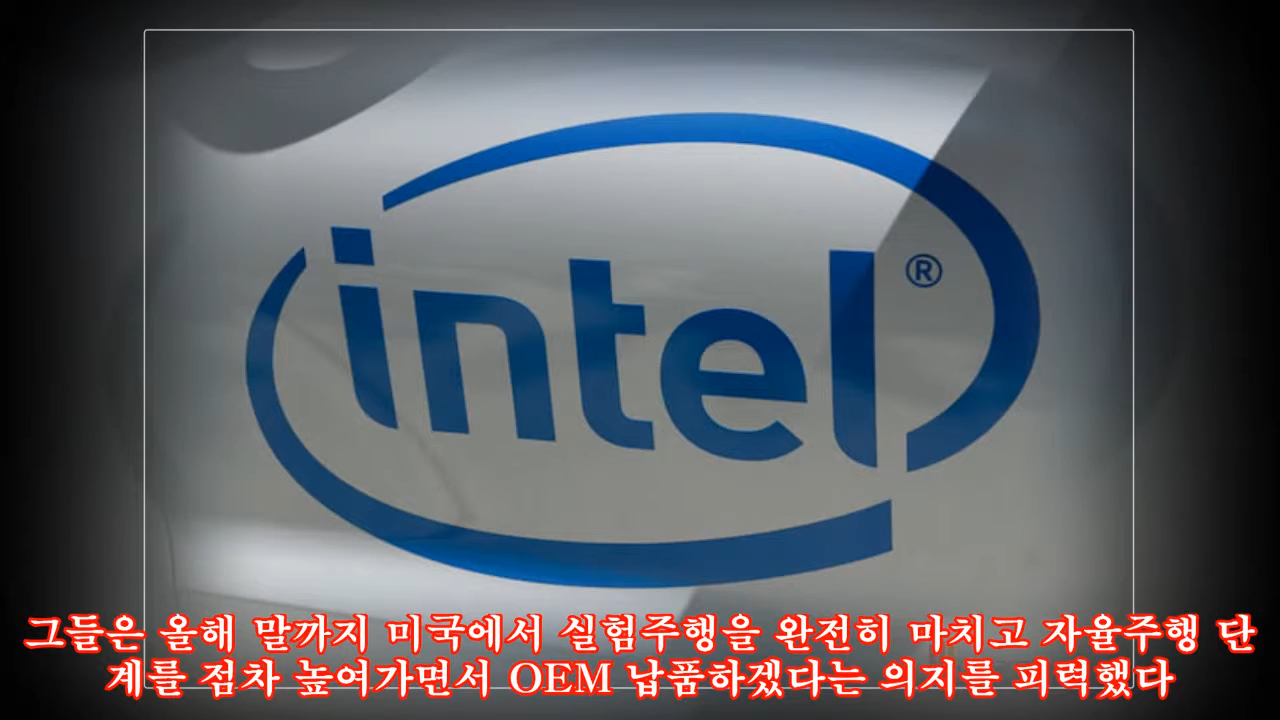 intel®
그들은 올해 말까지 미국에서 실험주행을 완전히 마치고 자율주행 단
계를 점차 높여가면서 OEM 납품하겠다는 의지를 피력했다